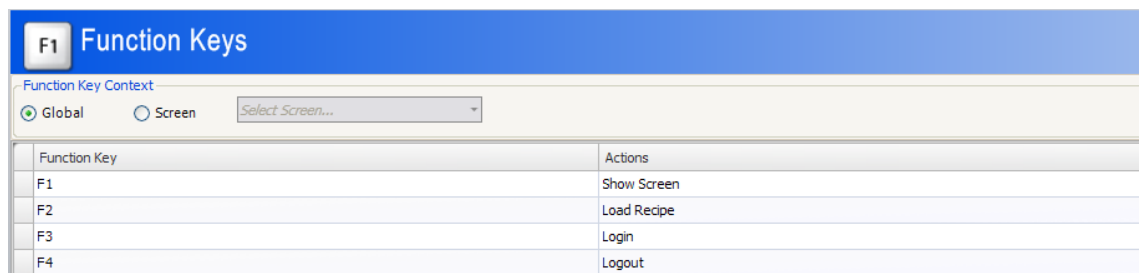 F1 Function Keys
Function Key Context
Global Screen Select Screen...
Function Key Actions
F1 Show Screen
F2 Load Recipe
F3 Login
F4 Logout